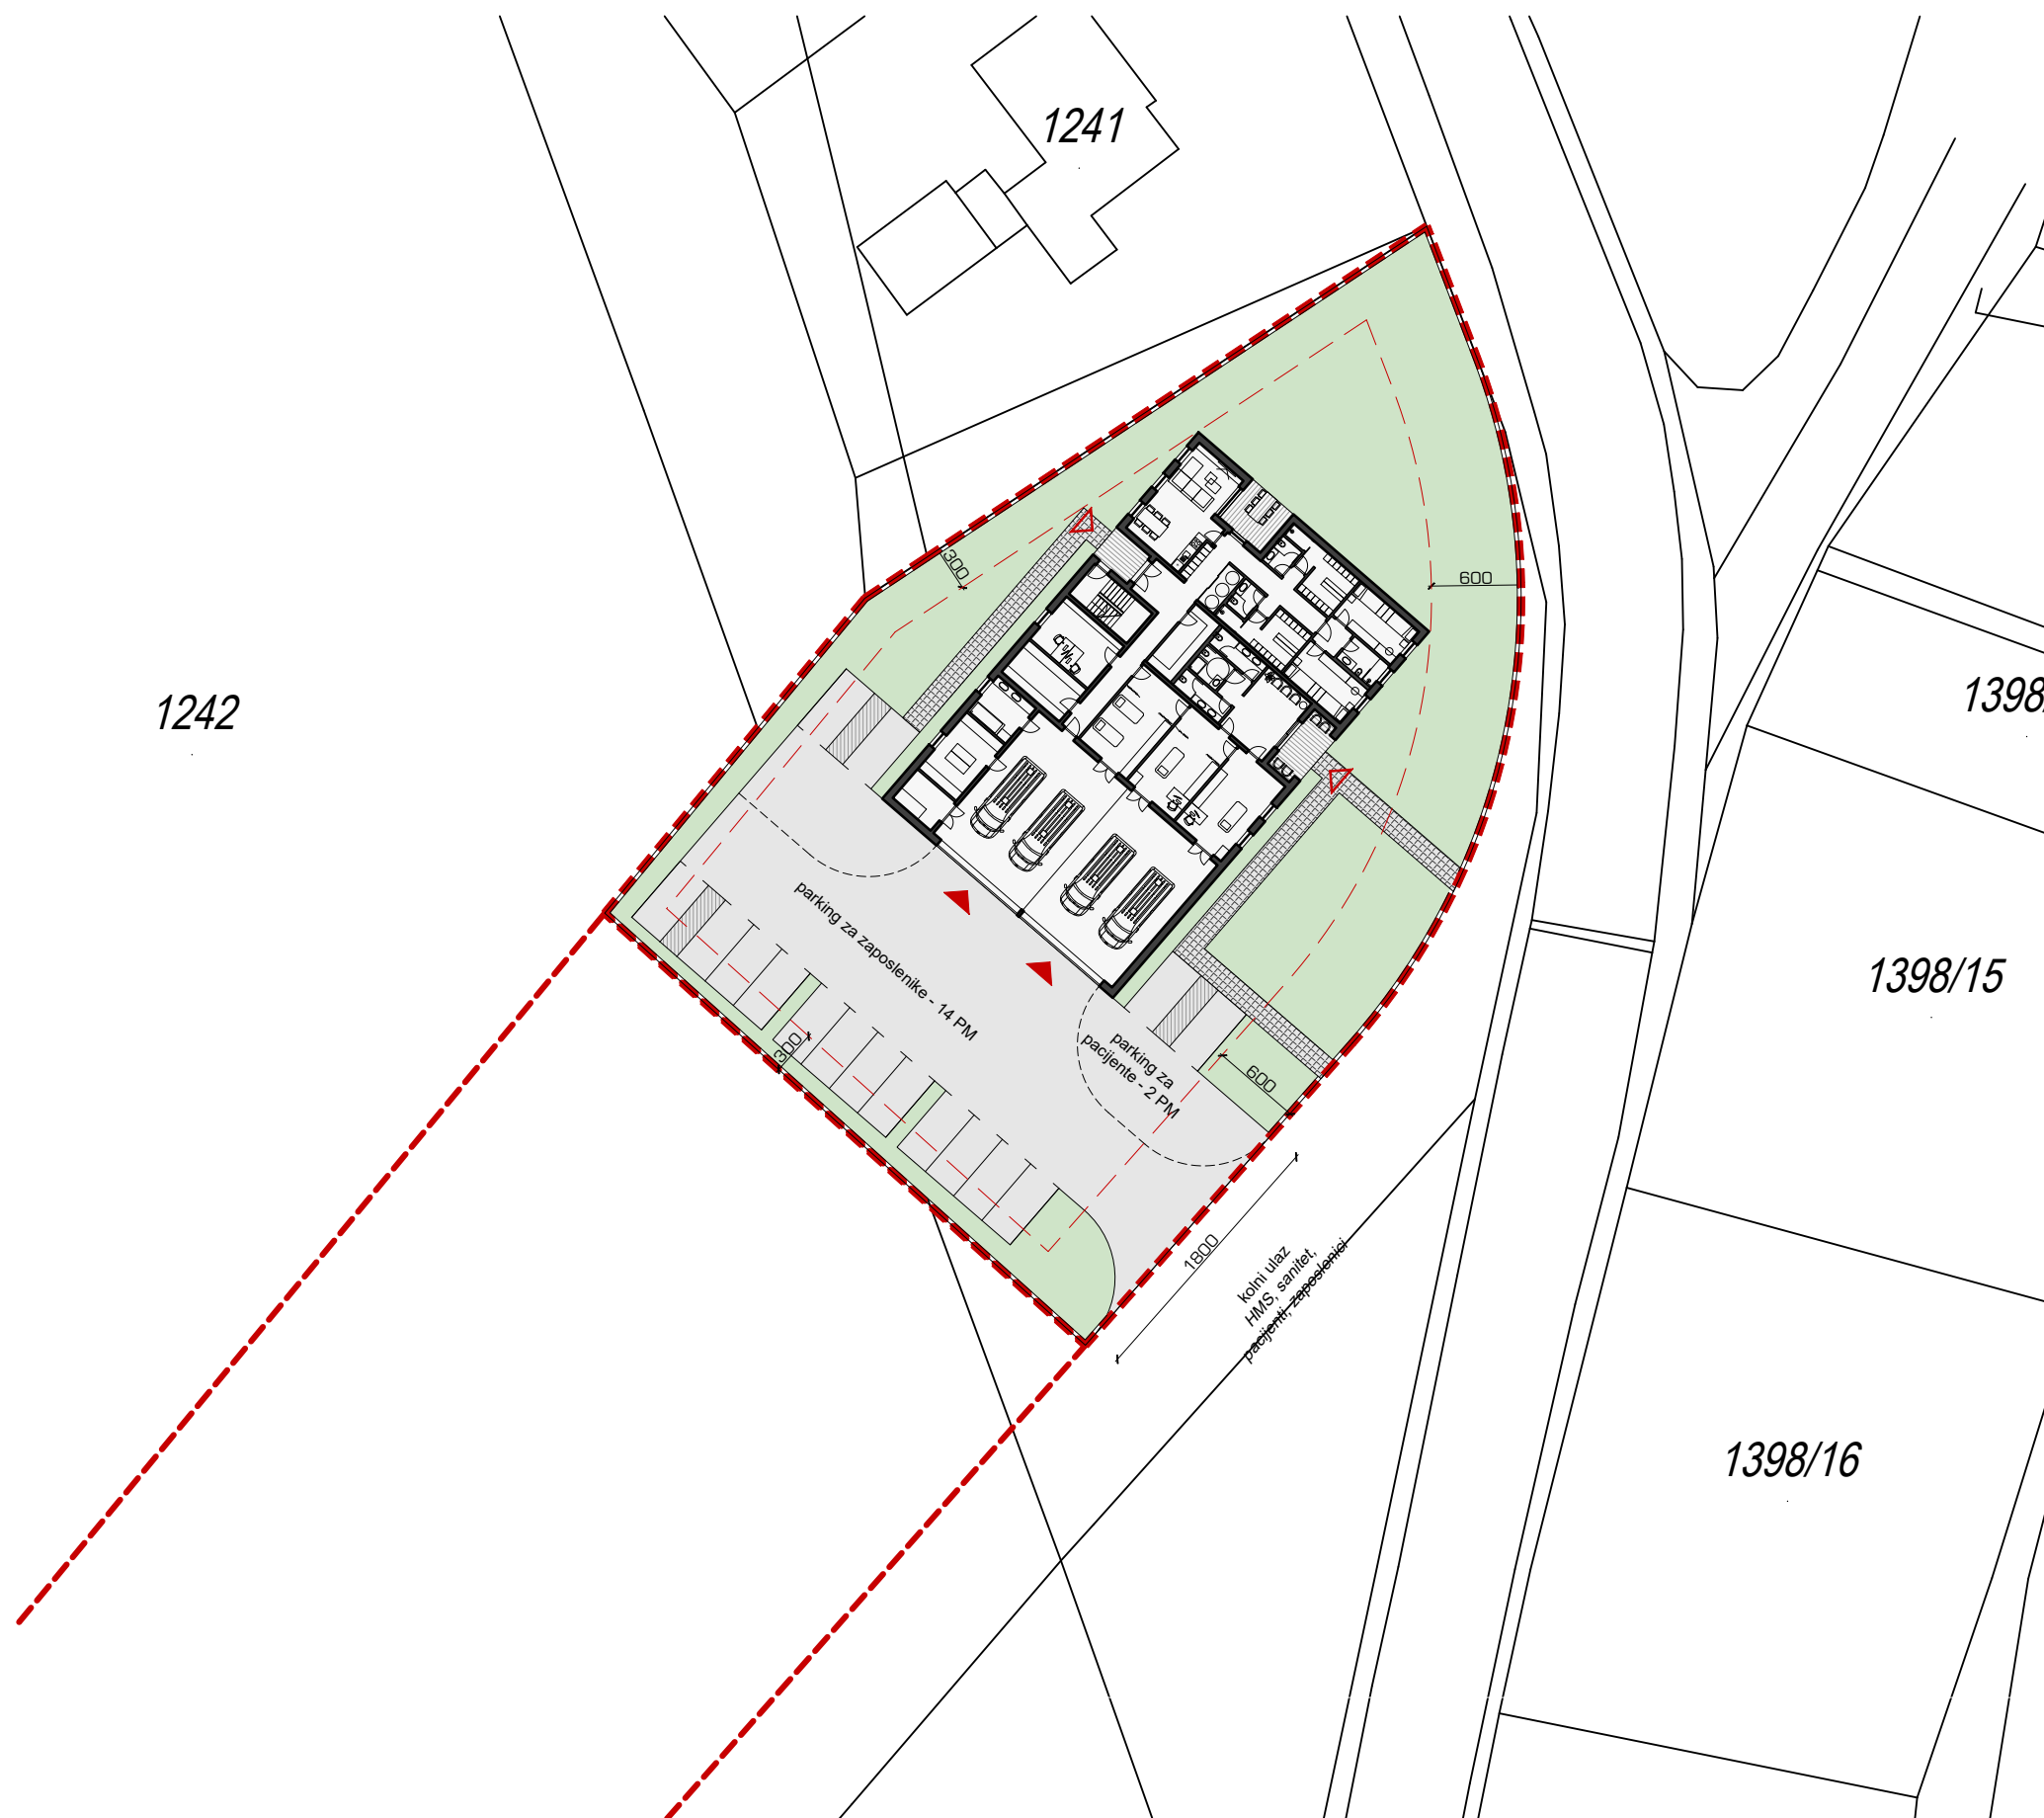 1241
300
600
1242
1398/
1398/15
parking za zaposlenike - 14 PM
300
parking za
pacijente - 2 PM
600
1800
kolni ulaz
HMS, sanitet,
pacijenti, zaposlenici
1398/16